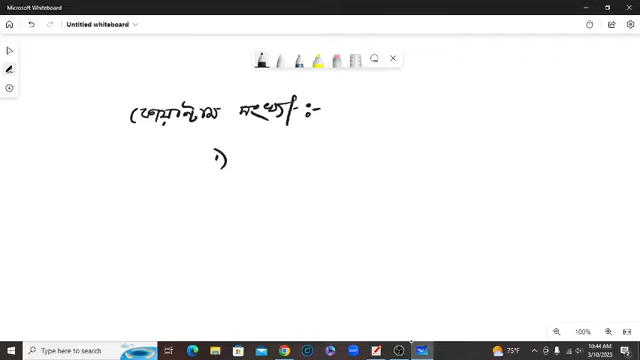 Microsoft Whiteboard
Untitled whiteboard
কোয়ান্টাম সংখ্যা :-
১)
100%
Type here to search
75°F
10:44 AM
3/10/2023